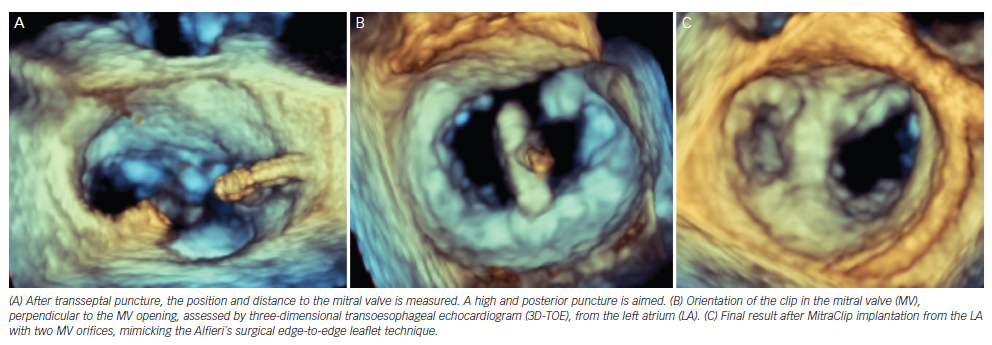 A
B
C
(A) After transseptal puncture, the position and distance to the mitral valve is measured. A high and posterior puncture is aimed. (B) Orientation of the clip in the mitral valve (MV),
perpendicular to the MV opening, assessed by three-dimensional transoesophageal echocardiogram (3D-TOE), from the left atrium (LA). (C) Final result after MitraClip implantation from the LA
with two MV orifices, mimicking the Alfieri´s surgical edge-to-edge leaflet technique.